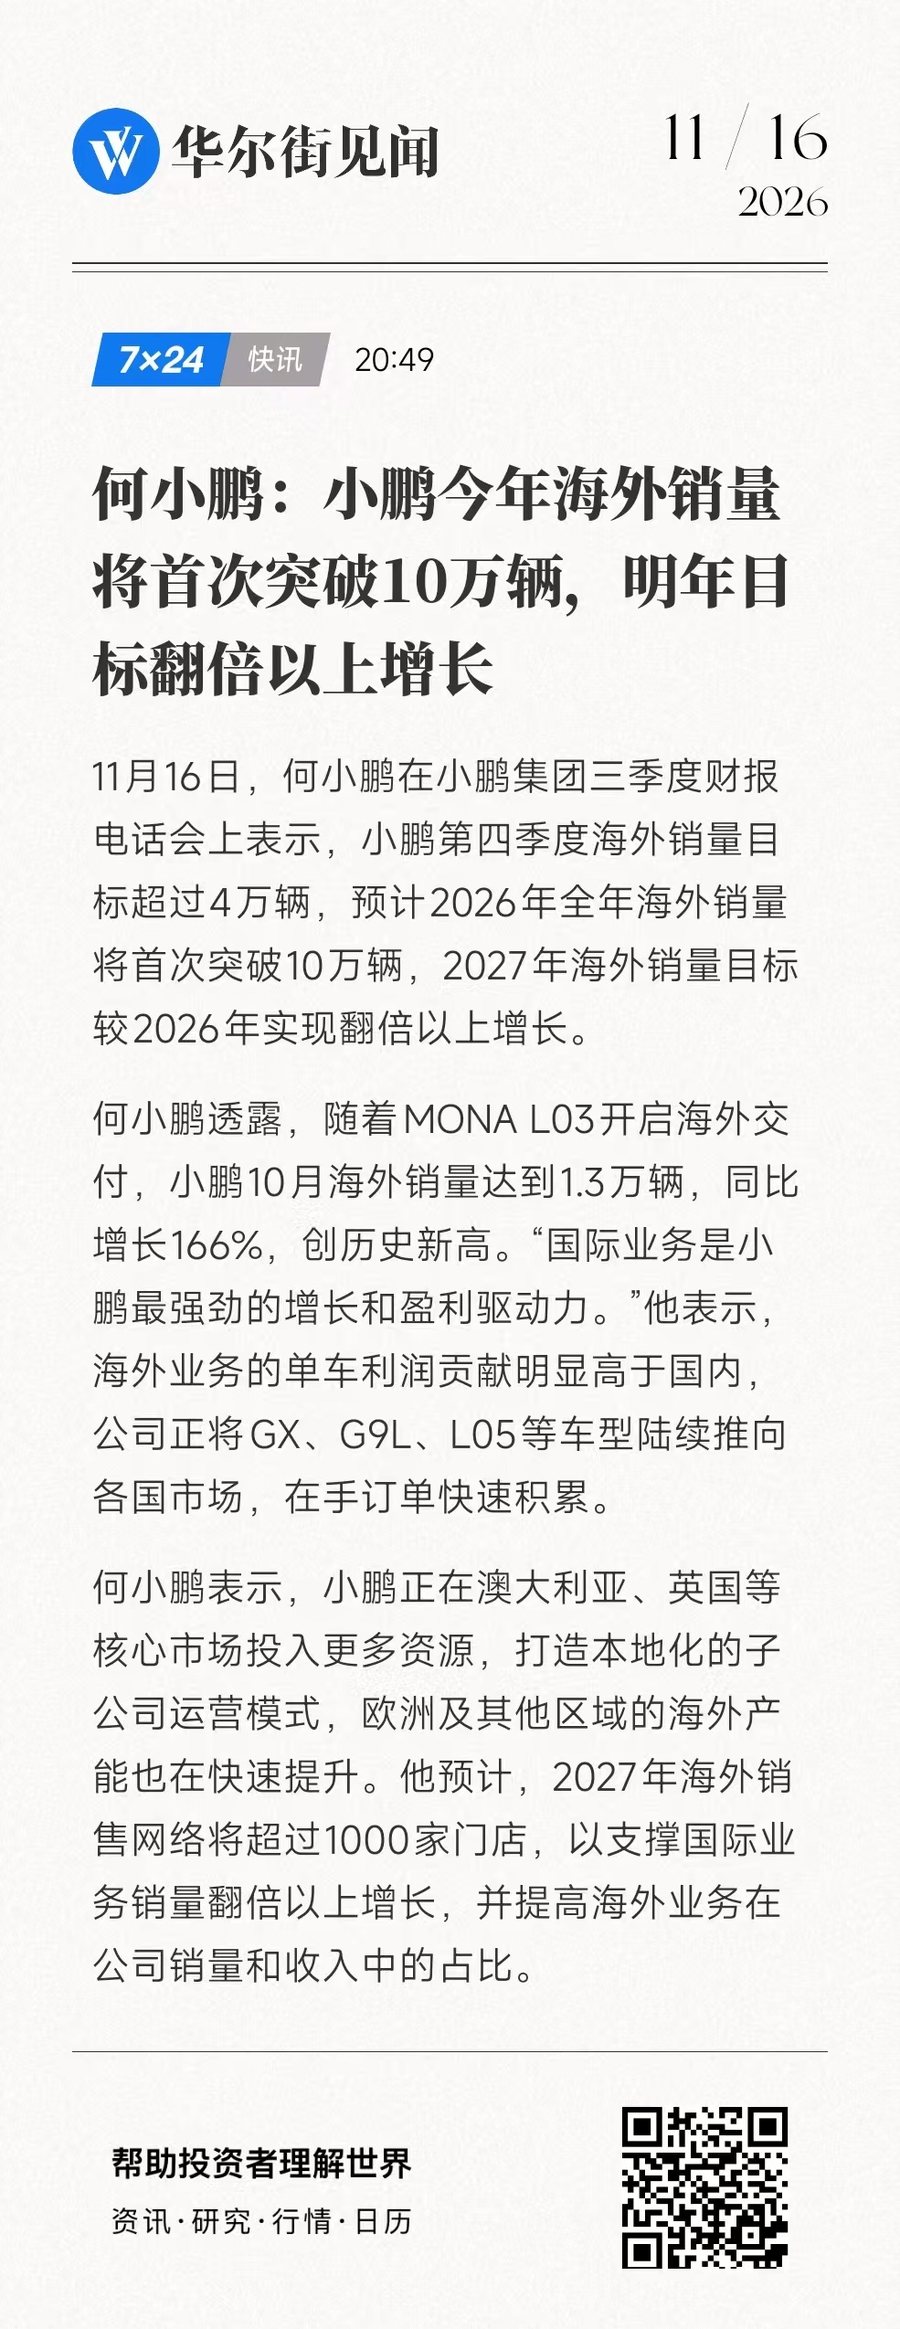 华尔街见闻
11/16
2026
7×24 快讯 20:49
何小鹏：小鹏今年海外销量
将首次突破10万辆，明年目
标翻倍以上增长
11月16日，何小鹏在小鹏集团三季度财报
电话会上表示，小鹏第四季度海外销量目
标超过4万辆，预计2026年全年海外销量
将首次突破10万辆，2027年海外销量目标
较2026年实现翻倍以上增长。
何小鹏透露，随着MONA L03开启海外交
付，小鹏10月海外销量达到1.3万辆，同比
增长166%，创历史新高。“国际业务是小
鹏最强劲的增长和盈利驱动力。”他表示，
海外业务的单车利润贡献明显高于国内，
公司正将GX、G9L、L05等车型陆续推向
各国市场，在手订单快速积累。
何小鹏表示，小鹏正在澳大利亚、英国等
核心市场投入更多资源，打造本地化的子
公司运营模式，欧洲及其他区域的海外产
能也在快速提升。他预计，2027年海外销
售网络将超过1000家门店，以支撑国际业
务销量翻倍以上增长，并提高海外业务在
公司销量和收入中的占比。
帮助投资者理解世界
资讯·研究·行情·日历